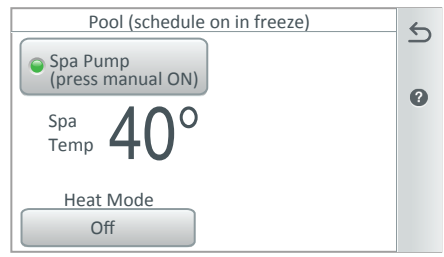 Pool (schedule on in freeze)
Spa Pump
(press manual ON)
Spa
Temp
40°
Heat Mode
Off
?